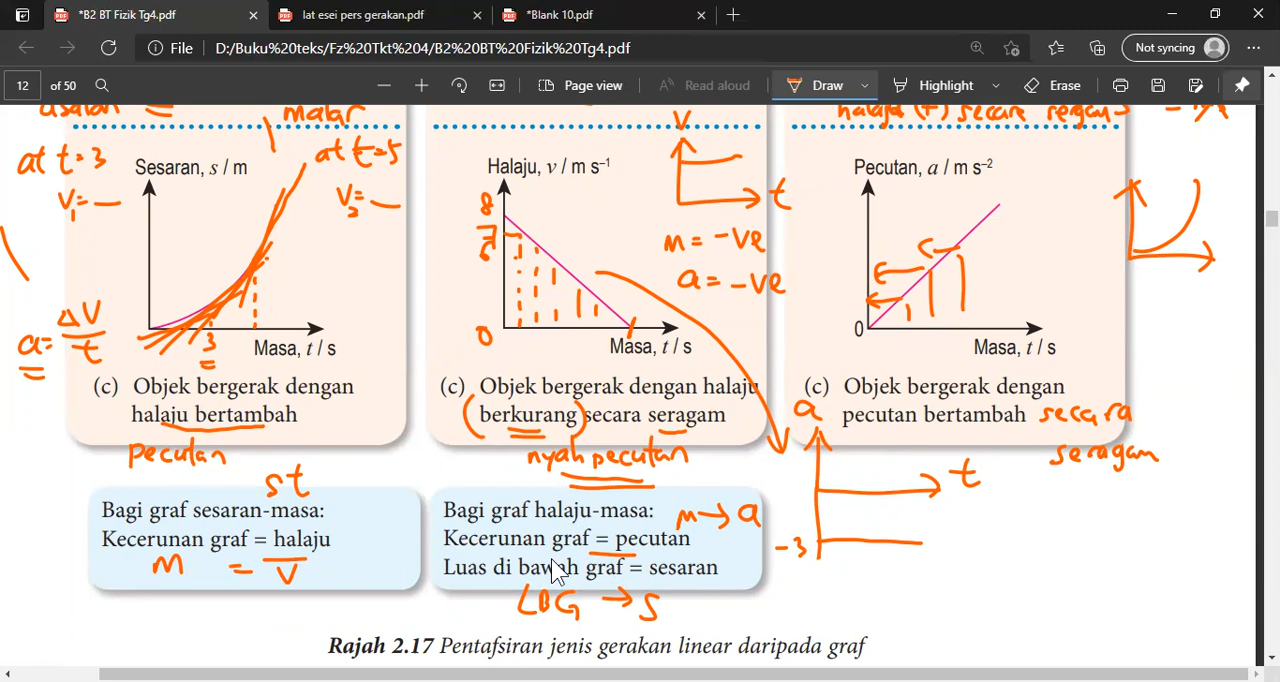 *B2 BT Fizik Tg4.pdf
lat esei pers gerakan.pdf
*Blank 10.pdf
File
D:/Buku%20teks/Fz%20Tkt%204/B2%20BT%20Fizik%20Tg4.pdf
Not syncing
12 of 50
Page view
Read aloud
Draw
Highlight
Erase
asalan
malar
at t=3
V₁=
Sesaran, s / m
at t=5
V₂=
3
Masa, t / s
a = ΔV/t
(c) Objek bergerak dengan
halaju bertambah
Pecutan
V
t
Halaju, v / m s⁻¹
8
7
6
0
m = -ve
a = -ve
Masa, t / s
(c) Objek bergerak dengan halaju
(berkurang) secara seragam
nyahpecutan
halaju (+) secara
Pecutan, a / m s⁻²
0
Masa, t / s
(c) Objek bergerak dengan
pecutan bertambah secara
seragam
a
t
-3
st
Bagi graf sesaran-masa:
Kecerunan graf = halaju
M = V
Bagi graf halaju-masa:
M → a
Kecerunan graf = pecutan
Luas di bawah graf = sesaran
LBG → S
Rajah 2.17 Pentafsiran jenis gerakan linear daripada graf